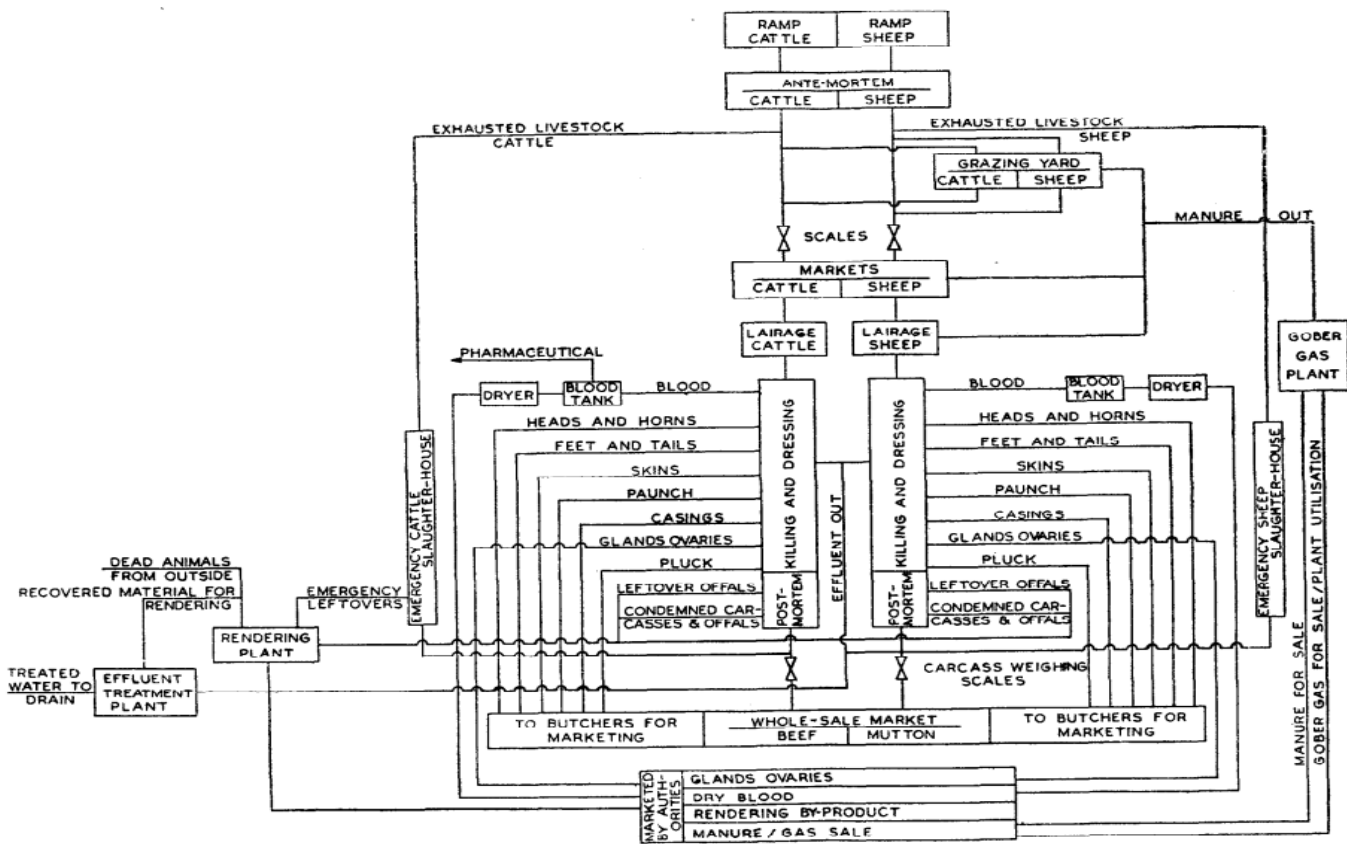 RAMP
CATTLE
RAMP
SHEEP
ANTE-MORTEM
CATTLE
SHEEP
EXHAUSTED LIVESTOCK
CATTLE
EXHAUSTED LIVESTOCK
SHEEP
GRAZING YARD
CATTLE
SHEEP
MANURE OUT
SCALES
MARKETS
CATTLE
SHEEP
LAIRAGE
CATTLE
LAIRAGE
SHEEP
GOBER
GAS
PLANT
PHARMACEUTICAL
DRYER
BLOOD
TANK
BLOOD
HEADS AND HORNS
FEET AND TAILS
SKINS
PAUNCH
CASINGS
GLANDS OVARIES
PLUCK
LEFTOVER OFFALS
CONDEMNED CAR-
CASSES & OFFALS
KILLING AND DRESSING
POST-
MORTEM
EFFLUENT OUT
KILLING AND DRESSING
POST-
MORTEM
BLOOD
BLOOD
TANK
DRYER
HEADS AND HORNS
FEET AND TAILS
SKINS
PAUNCH
CASINGS
GLANDS OVARIES
PLUCK
LEFTOVER OFFALS
CONDEMNED CAR-
CASSES & OFFALS
EMERGENCY CATTLE
SLAUGHTER-HOUSE
EMERGENCY SHEEP
SLAUGHTER-HOUSE
DEAD ANIMALS
FROM OUTSIDE
RECOVERED MATERIAL FOR
RENDERING
EMERGENCY
LEFTOVERS
RENDERING
PLANT
TREATED
WATER TO
DRAIN
EFFLUENT
TREATMENT
PLANT
CARCASS WEIGHING
SCALES
MANURE FOR SALE
GOBER GAS FOR SALE/PLANT UTILISATION
TO BUTCHERS FOR
MARKETING
WHOLE-SALE MARKET
BEEF
MUTTON
TO BUTCHERS FOR
MARKETING
MARKETED
BY AUTH-
ORITIES
GLANDS OVARIES
DRY BLOOD
RENDERING BY-PRODUCT
MANURE / GAS SALE